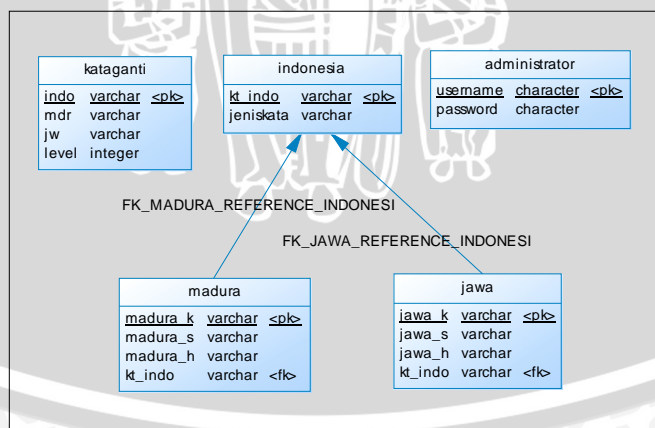 kataganti
indo varchar <pk>
mdr varchar
jw varchar
level integer
indonesia
kt_indo varchar <pk>
jeniskata varchar
administrator
username character <pk>
password character
FK_MADURA_REFERENCE_INDONESI
FK_JAWA_REFERENCE_INDONESI
madura
madura_k varchar <pk>
madura_s varchar
madura_h varchar
kt_indo varchar <fk>
jawa
jawa_k varchar <pk>
jawa_s varchar
jawa_h varchar
kt_indo varchar <fk>